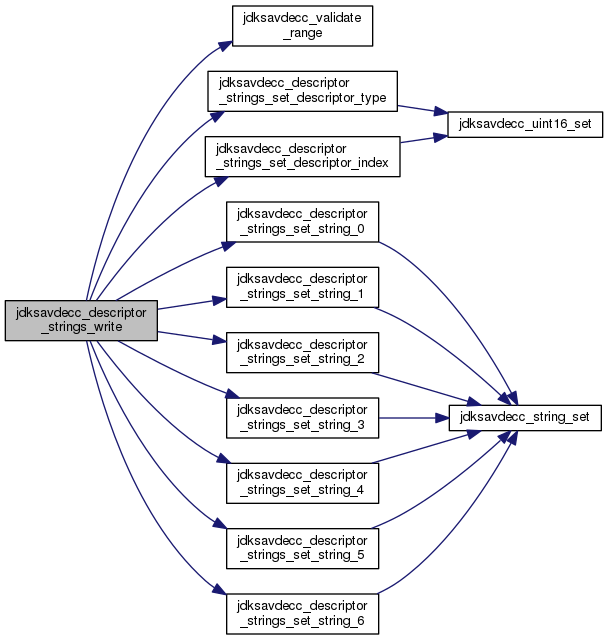 jdksavdecc_validate
_range
jdksavdecc_descriptor
_strings_set_descriptor_type
jdksavdecc_uint16_set
jdksavdecc_descriptor
_strings_set_descriptor_index
jdksavdecc_descriptor
_strings_set_string_0
jdksavdecc_descriptor
_strings_set_string_1
jdksavdecc_descriptor
_strings_write
jdksavdecc_descriptor
_strings_set_string_2
jdksavdecc_descriptor
_strings_set_string_3
jdksavdecc_string_set
jdksavdecc_descriptor
_strings_set_string_4
jdksavdecc_descriptor
_strings_set_string_5
jdksavdecc_descriptor
_strings_set_string_6